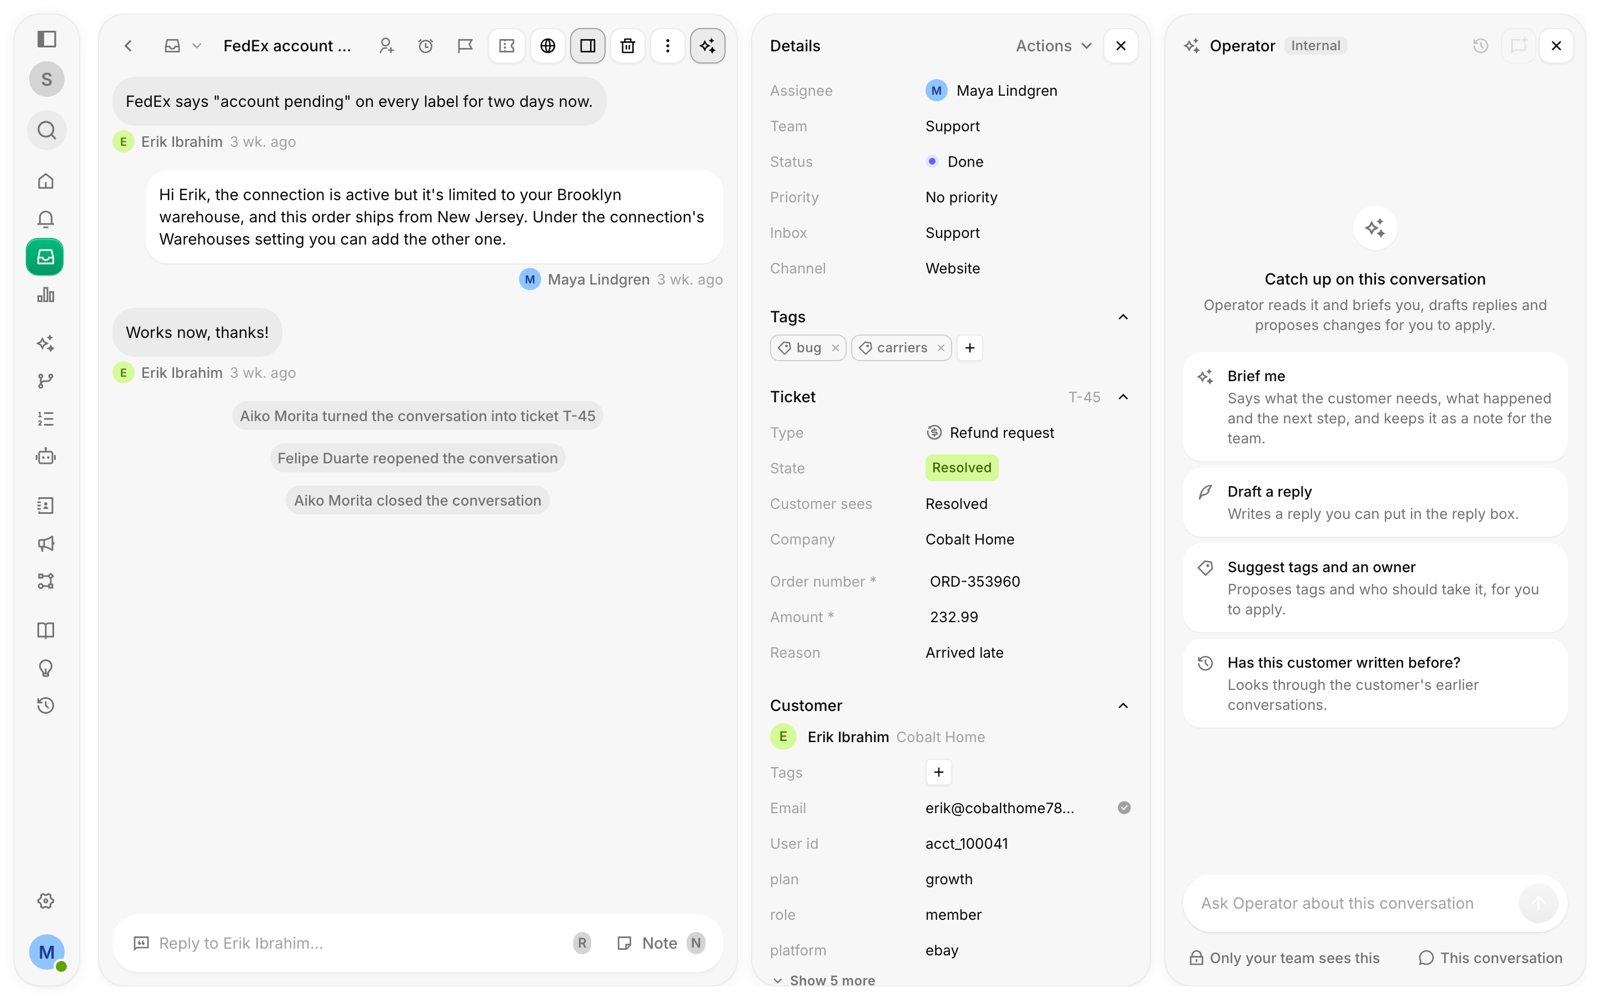 S
M
FedEx account ...
FedEx says "account pending" on every label for two days now.
E Erik Ibrahim 3 wk. ago
Hi Erik, the connection is active but it's limited to your Brooklyn
warehouse, and this order ships from New Jersey. Under the connection's
Warehouses setting you can add the other one.
M Maya Lindgren 3 wk. ago
Works now, thanks!
E Erik Ibrahim 3 wk. ago
Aiko Morita turned the conversation into ticket T-45
Felipe Duarte reopened the conversation
Aiko Morita closed the conversation
Reply to Erik Ibrahim... R Note N
Details Actions
Assignee M Maya Lindgren
Team Support
Status Done
Priority No priority
Inbox Support
Channel Website
Tags
bug carriers
Ticket T-45
Type Refund request
State Resolved
Customer sees Resolved
Company Cobalt Home
Order number * ORD-353960
Amount * 232.99
Reason Arrived late
Customer
E Erik Ibrahim Cobalt Home
Tags
Email erik@cobalthome78...
User id acct_100041
plan growth
role member
platform ebay
Show 5 more
Operator Internal
Catch up on this conversation
Operator reads it and briefs you, drafts replies and
proposes changes for you to apply.
Brief me
Says what the customer needs, what happened
and the next step, and keeps it as a note for the
team.
Draft a reply
Writes a reply you can put in the reply box.
Suggest tags and an owner
Proposes tags and who should take it, for you
to apply.
Has this customer written before?
Looks through the customer's earlier
conversations.
Ask Operator about this conversation
Only your team sees this This conversation